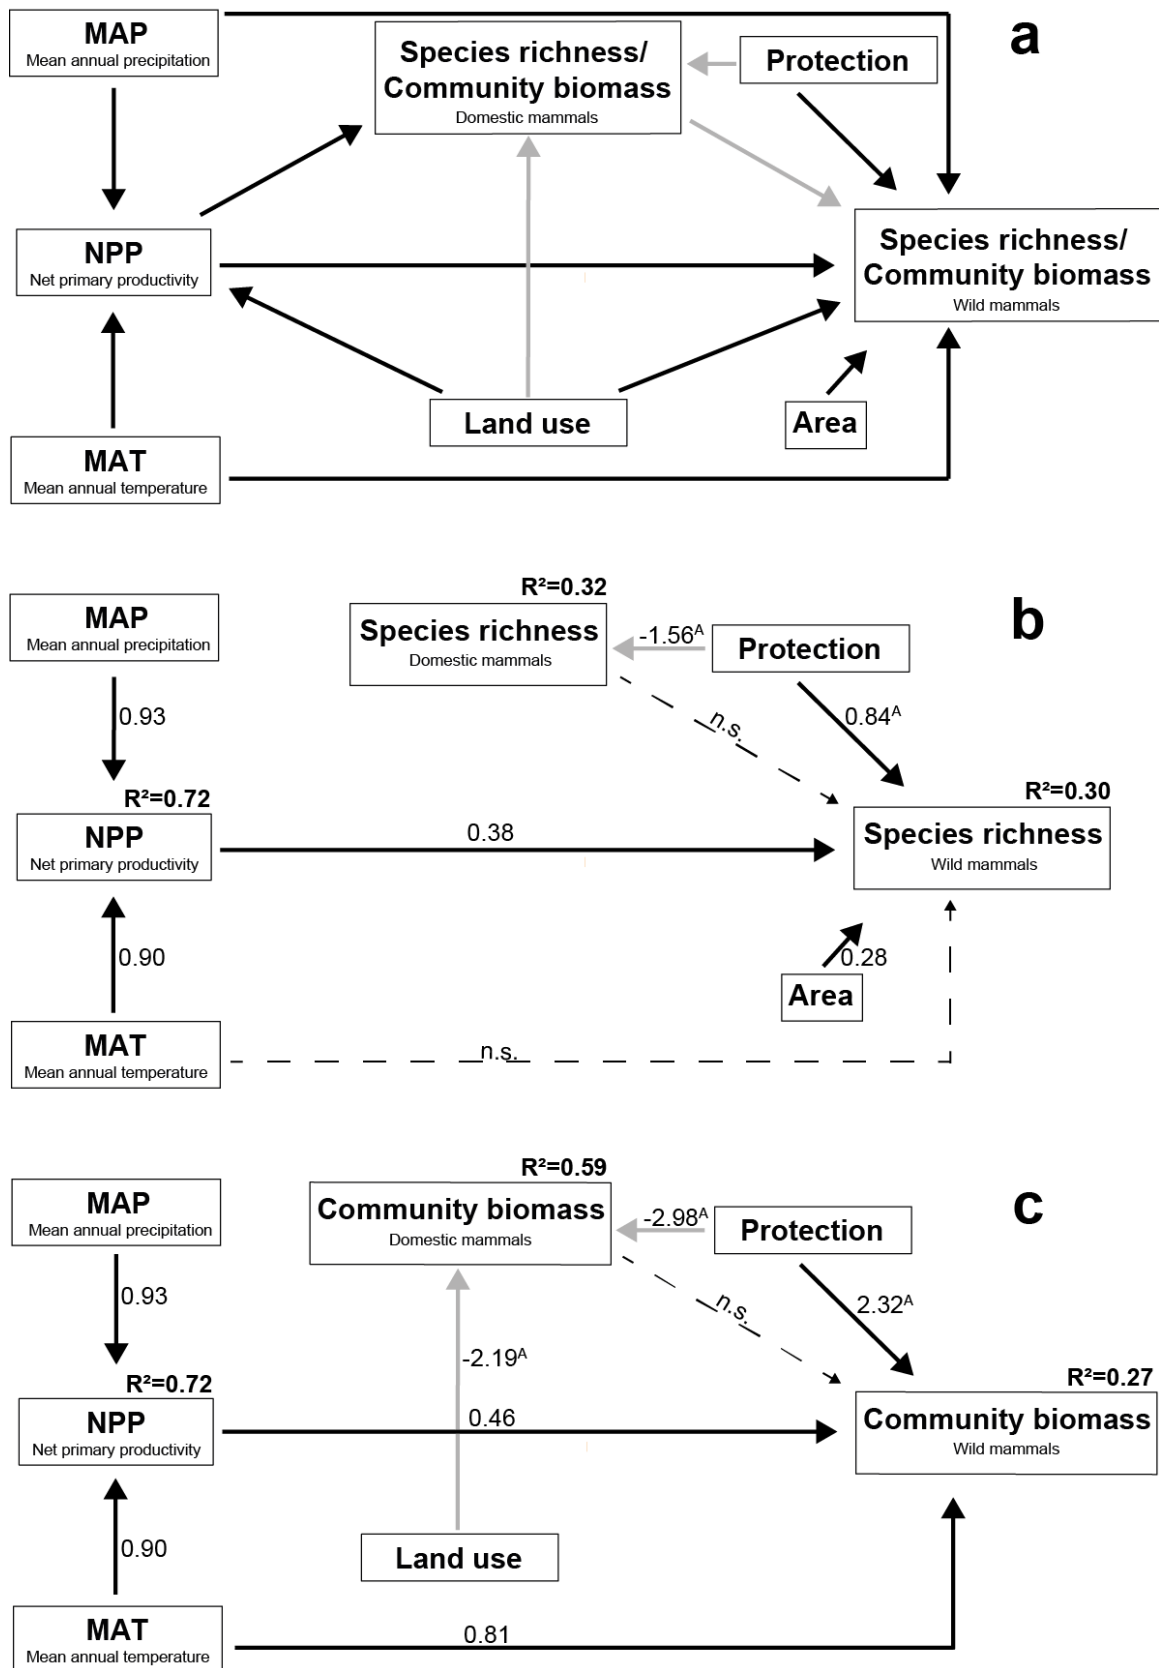 MAP
Mean annual precipitation
Species richness/
Community biomass
Domestic mammals
Protection
a
NPP
Net primary productivity
Species richness/
Community biomass
Wild mammals
Land use
Area
MAT
Mean annual temperature
R²=0.32
MAP
Mean annual precipitation
Species richness
Domestic mammals
-1.56ᴬ
Protection
b
0.93
n.s.
0.84ᴬ
R²=0.72
R²=0.30
NPP
Net primary productivity
0.38
Species richness
Wild mammals
0.90
0.28
Area
MAT
Mean annual temperature
n.s.
R²=0.59
MAP
Mean annual precipitation
Community biomass
Domestic mammals
-2.98ᴬ
Protection
c
0.93
n.s.
2.32ᴬ
-2.19ᴬ
R²=0.72
R²=0.27
NPP
Net primary productivity
0.46
Community biomass
Wild mammals
0.90
Land use
MAT
Mean annual temperature
0.81